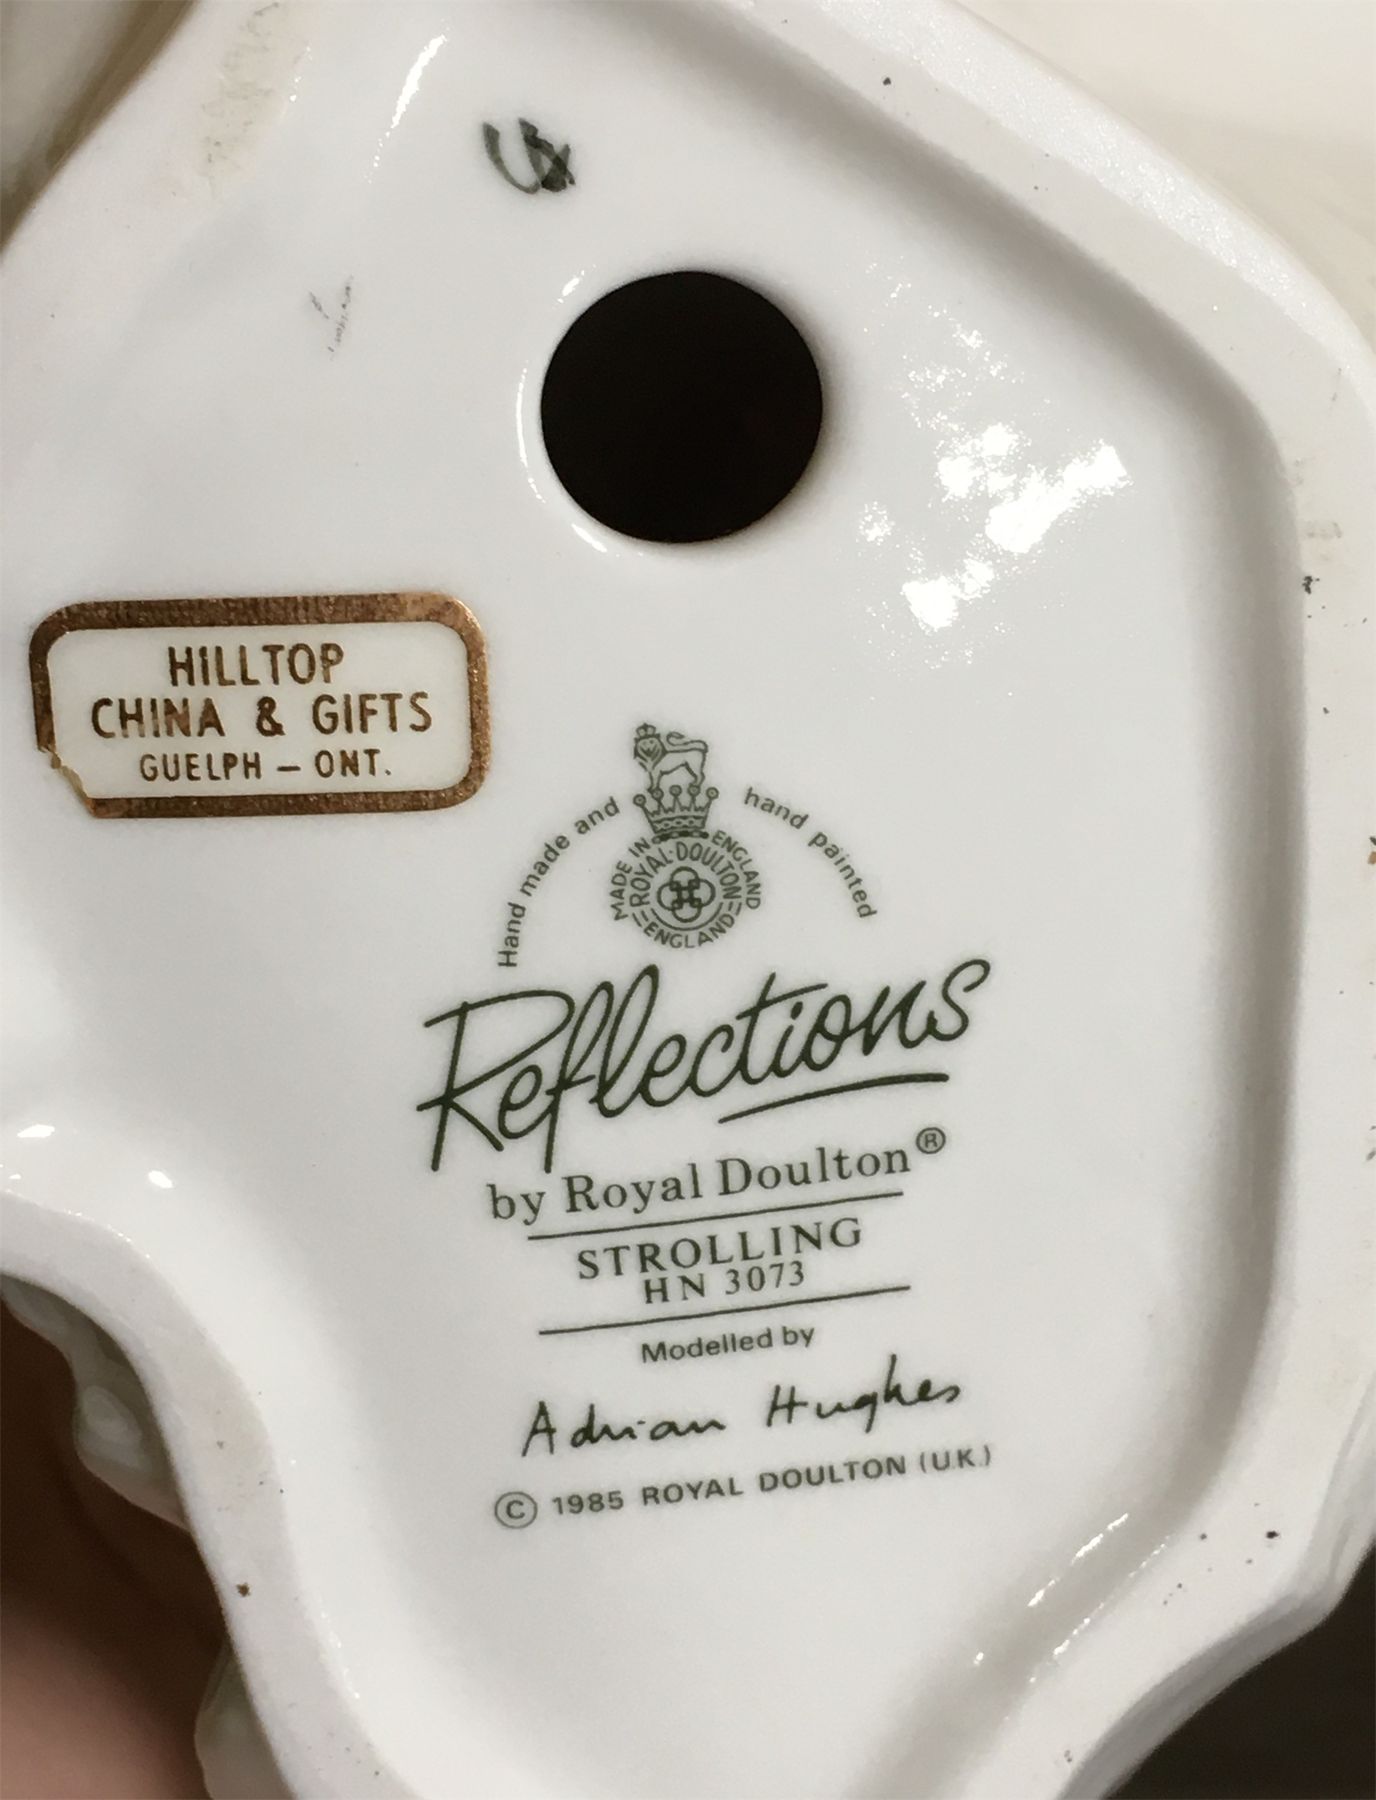 HILLTOP
CHINA & GIFTS
GUELPH – ONT.
Hand made and hand painted
MADE IN ENGLAND
ROYAL·DOULTON
ENGLAND
Reflections
by Royal Doulton®
STROLLING
HN 3073
Modelled by
Adrian Hughes
© 1985 ROYAL DOULTON (U.K.)